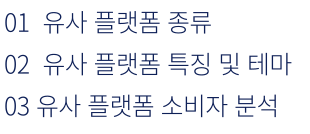 01 유사 플랫폼 종류
02 유사 플랫폼 특징 및 테마
03 유사 플랫폼 소비자 분석